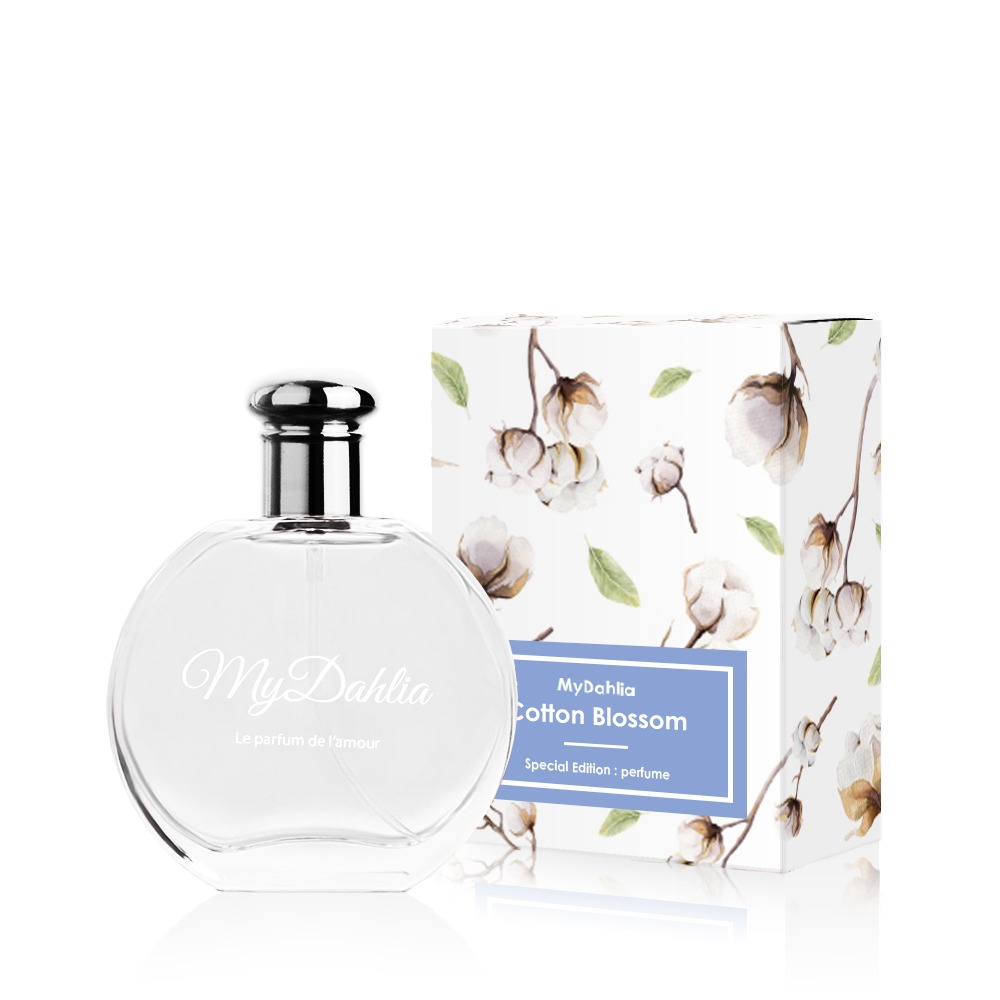 MyDahlia
Le parfum de l'amour
MyDahlia
Cotton Blossom
Special Edition : perfume